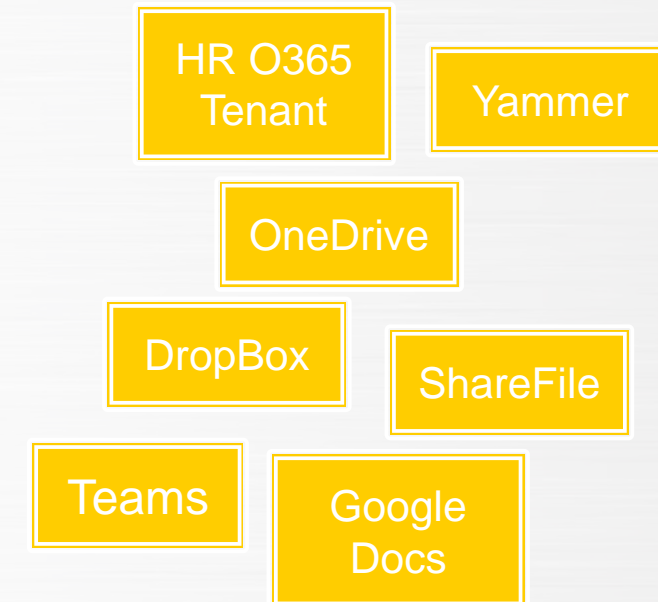 HR O365
Tenant
Yammer
OneDrive
DropBox
ShareFile
Teams
Google
Docs